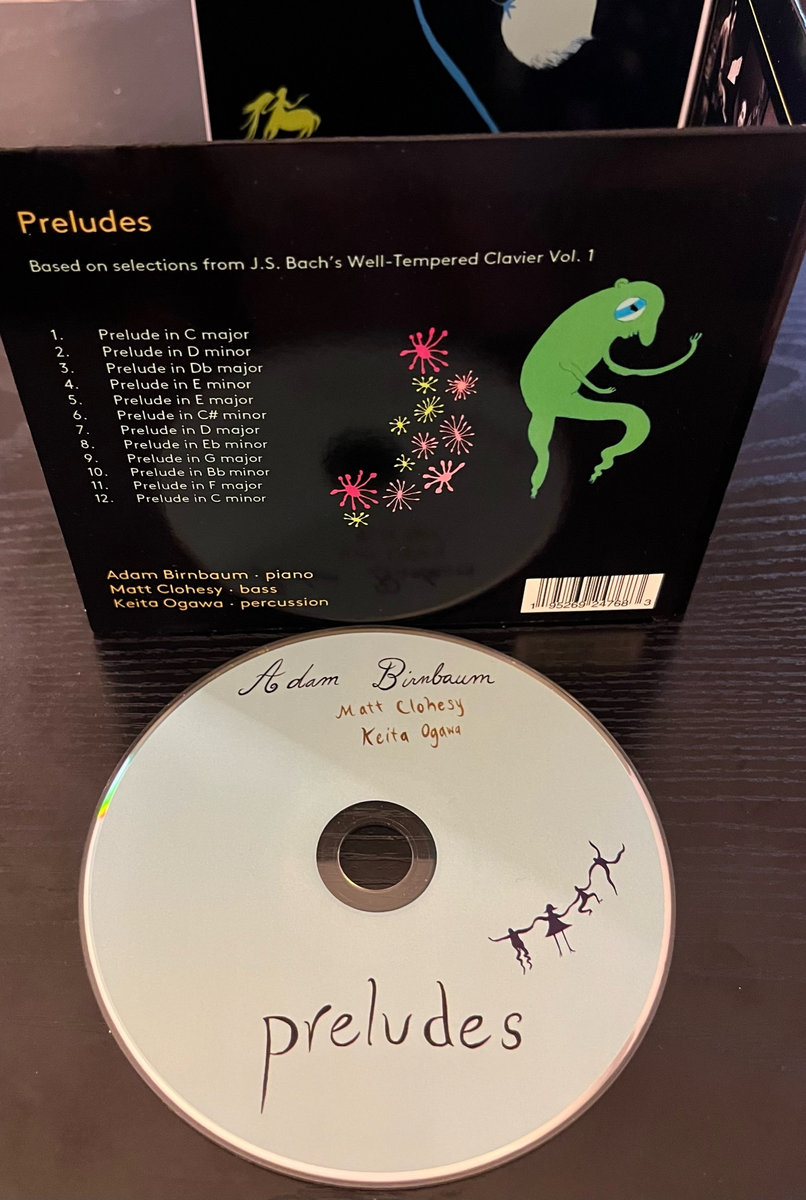 Preludes
Based on selections from J.S. Bach's Well-Tempered Clavier Vol. 1
1. Prelude in C major
2. Prelude in D minor
3. Prelude in Db major
4. Prelude in E minor
5. Prelude in E major
6. Prelude in C# minor
7. Prelude in D major
8. Prelude in Eb minor
9. Prelude in G major
10. Prelude in Bb minor
11. Prelude in F major
12. Prelude in C minor
Adam Birnbaum · piano
Matt Clohesy · bass
Keita Ogawa · percussion
1 95269 24768 3
Adam Birnbaum
Matt Clohesy
Keita Ogawa
preludes